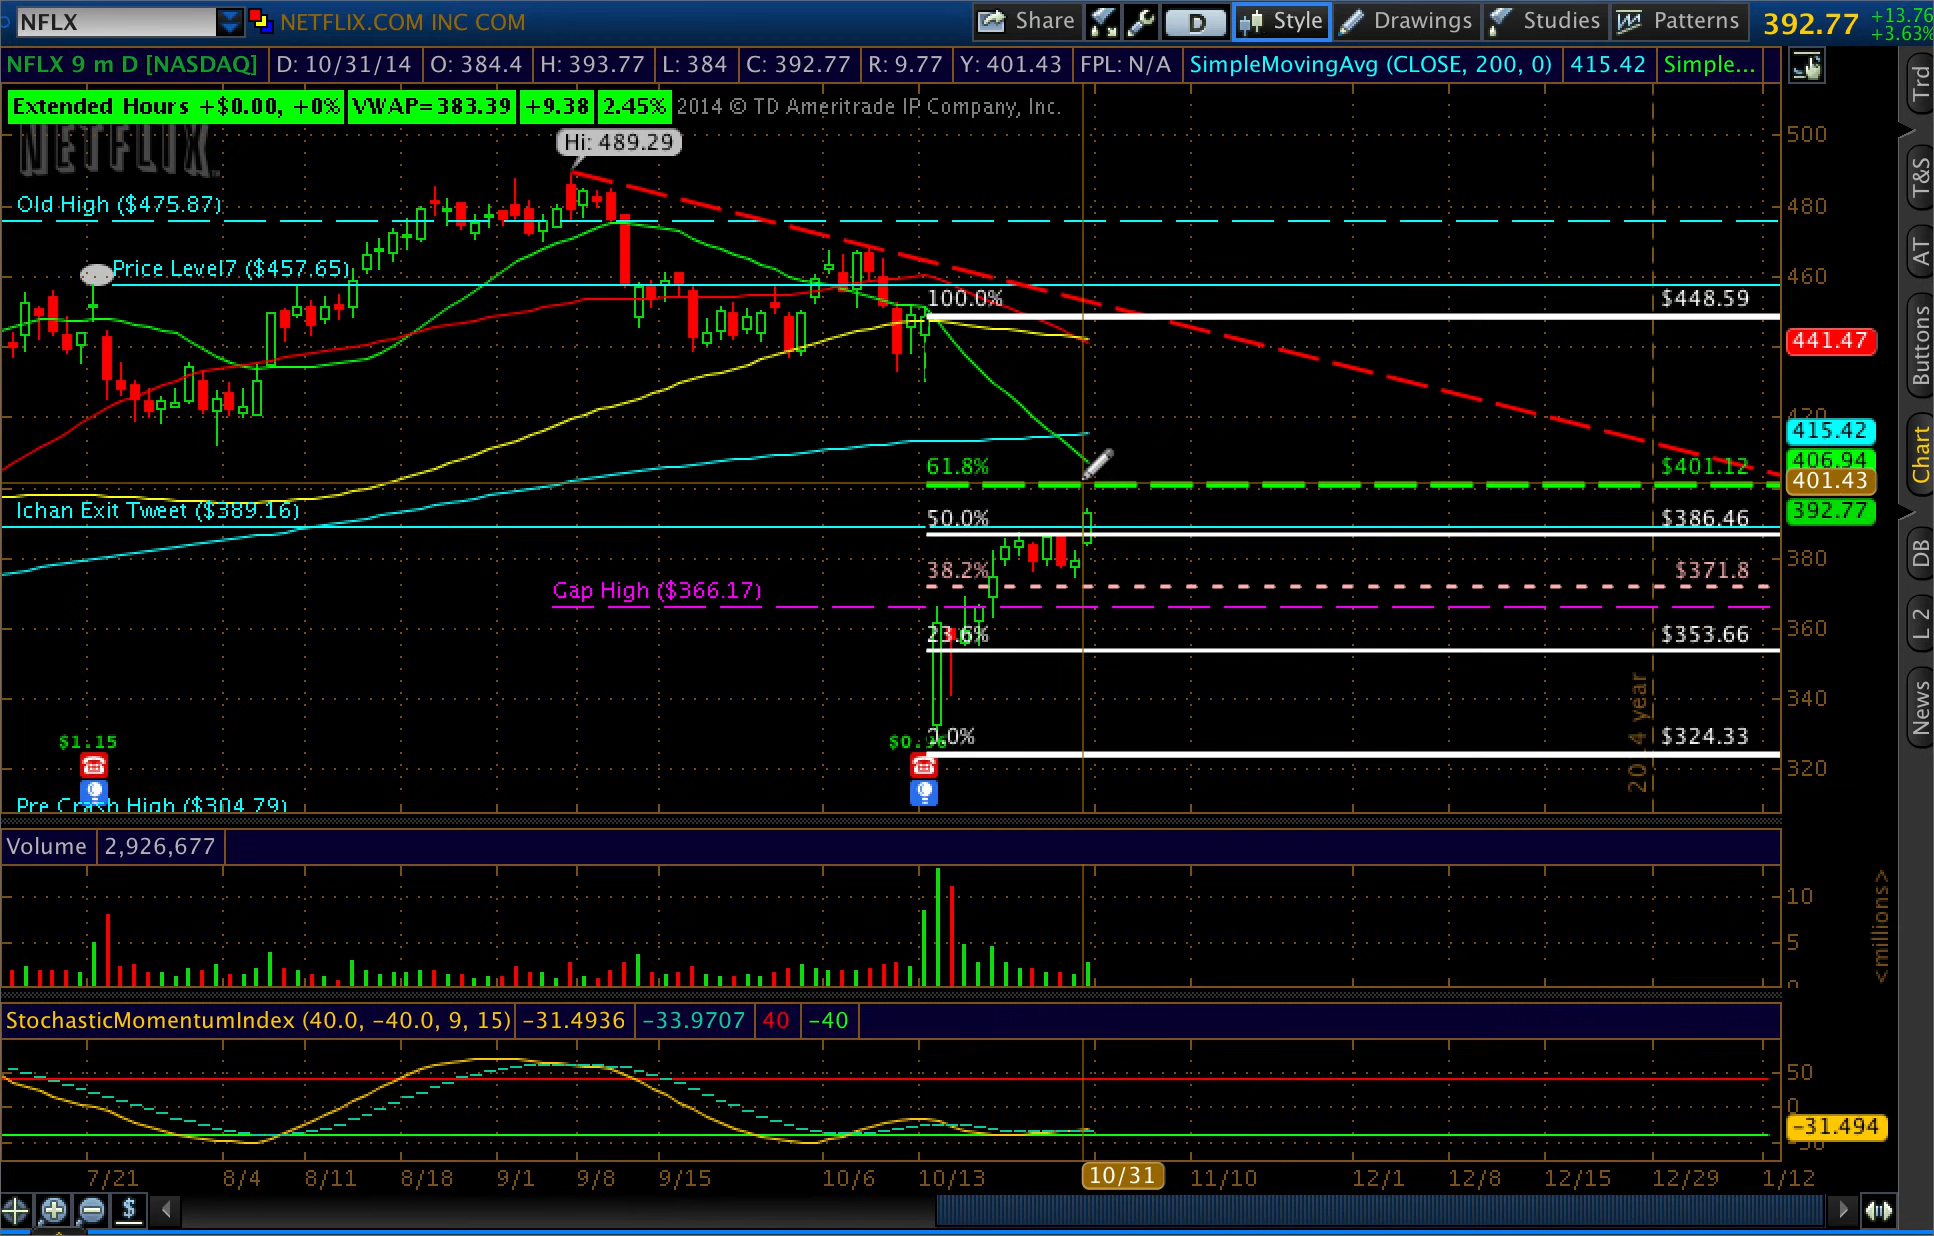 NFLX NETFLIX.COM INC COM Share D Style Drawings Studies Patterns 392.77 +13.76
+3.63%
NFLX 9 m D [NASDAQ] D: 10/31/14 O: 384.4 H: 393.77 L: 384 C: 392.77 R: 9.77 Y: 401.43 FPL: N/A SimpleMovingAvg (CLOSE, 200, 0) 415.42 Simple...
Extended Hours +$0.00, +0% VWAP=383.39 +9.38 2.45% 2014 © TD Ameritrade IP Company, Inc.
NETFLIX
Hi: 489.29
Old High ($475.87)
Price Level7 ($457.65)
100.0% $448.59
61.8% $401.12
Ichan Exit Tweet ($389.16)
50.0% $386.46
38.2% $371.8
Gap High ($366.17)
23.6% $353.66
$324.33
$1.15
Pre Crash High ($304.79)
500
480
460
441.47
420
415.42
406.94
401.43
392.77
380
360
340
320
Volume 2,926,677
10
5
<millions>
StochasticMomentumIndex (40.0, -40.0, 9, 15) -31.4936 -33.9707 40 -40
50
0
-31.494
7/21 8/4 8/11 8/18 9/1 9/8 9/15 10/6 10/13 10/31 11/10 12/1 12/8 12/15 12/29 1/12
$
Trd
T&S
AT
Buttons
Chart
DB
L 2
News